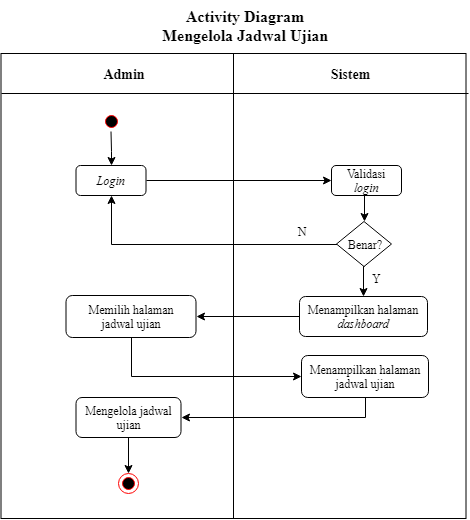 Activity Diagram
Mengelola Jadwal Ujian
Admin
Sistem
Login
Validasi
login
N
Benar?
Y
Memilih halaman
jadwal ujian
Menampilkan halaman
dashboard
Menampilkan halaman
jadwal ujian
Mengelola jadwal
ujian